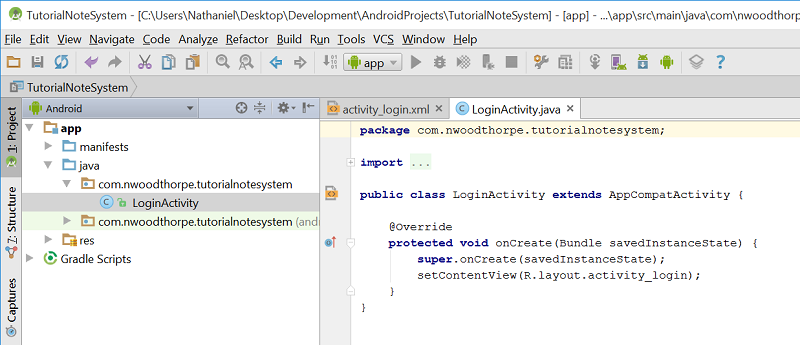 TutorialNoteSystem - [C:\Users\Nathaniel\Desktop\Development\AndroidProjects\TutorialNoteSystem] - [app] - ...\app\src\main\java\com\nwoodthorpe
File Edit View Navigate Code Analyze Refactor Build Run Tools VCS Window Help
app
TutorialNoteSystem
Android
activity_login.xml LoginActivity.java
1: Project
7: Structure
Captures
app
manifests
java
com.nwoodthorpe.tutorialnotesystem
LoginActivity
com.nwoodthorpe.tutorialnotesystem (and
res
Gradle Scripts
package com.nwoodthorpe.tutorialnotesystem;
import ...
public class LoginActivity extends AppCompatActivity {
@Override
protected void onCreate(Bundle savedInstanceState) {
super.onCreate(savedInstanceState);
setContentView(R.layout.activity_login);
}
}